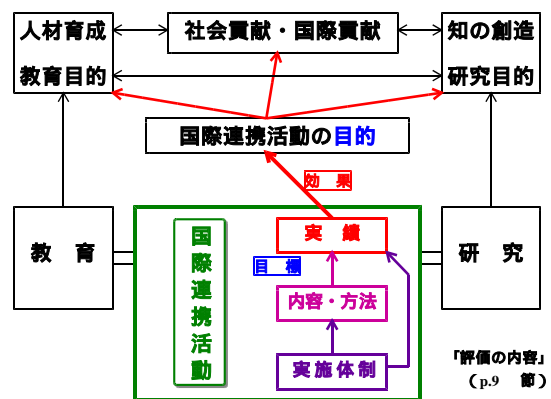 人材育成
教育目的
社会貢献・国際貢献
知の創造
研究目的
国際連携活動の目的
効 果
教 育
国際連携活動
実 績
目 標
内容・方法
実施体制
研 究
「評価の内容」
(p.9 節)